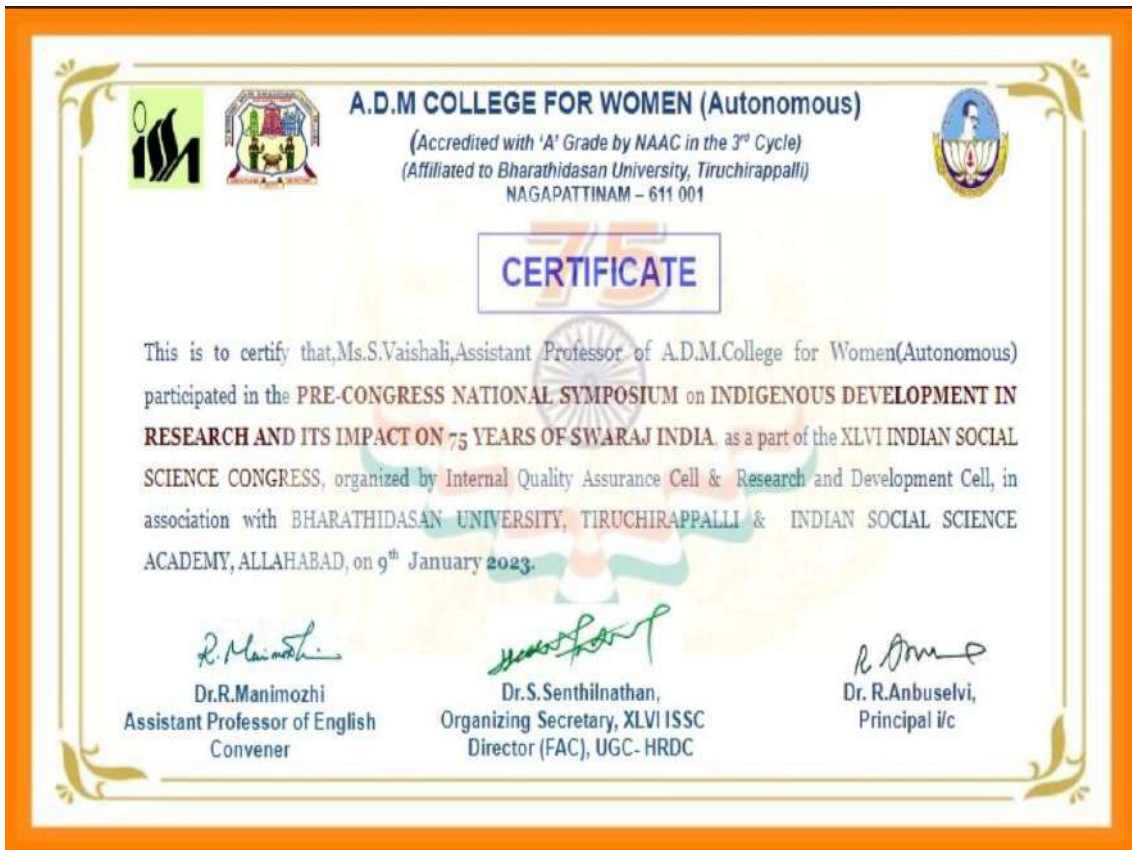 A.D.M COLLEGE FOR WOMEN (Autonomous)
(Accredited with ‘A’ Grade by NAAC in the 3rd Cycle)
(Affiliated to Bharathidasan University, Tiruchirappalli)
NAGAPATTINAM – 611 001
75
CERTIFICATE
This is to certify that,Ms.S.Vaishali,Assistant Professor of A.D.M.College for Women(Autonomous)
participated in the PRE-CONGRESS NATIONAL SYMPOSIUM on INDIGENOUS DEVELOPMENT IN
RESEARCH AND ITS IMPACT ON 75 YEARS OF SWARAJ INDIA, as a part of the XLVI INDIAN SOCIAL
SCIENCE CONGRESS, organized by Internal Quality Assurance Cell & Research and Development Cell, in
association with BHARATHIDASAN UNIVERSITY, TIRUCHIRAPPALLI & INDIAN SOCIAL SCIENCE
ACADEMY, ALLAHABAD, on 9th January 2023.
Dr.R.Manimozhi
Assistant Professor of English
Convener
Dr.S.Senthilnathan,
Organizing Secretary, XLVI ISSC
Director (FAC), UGC- HRDC
Dr. R.Anbuselvi,
Principal i/c